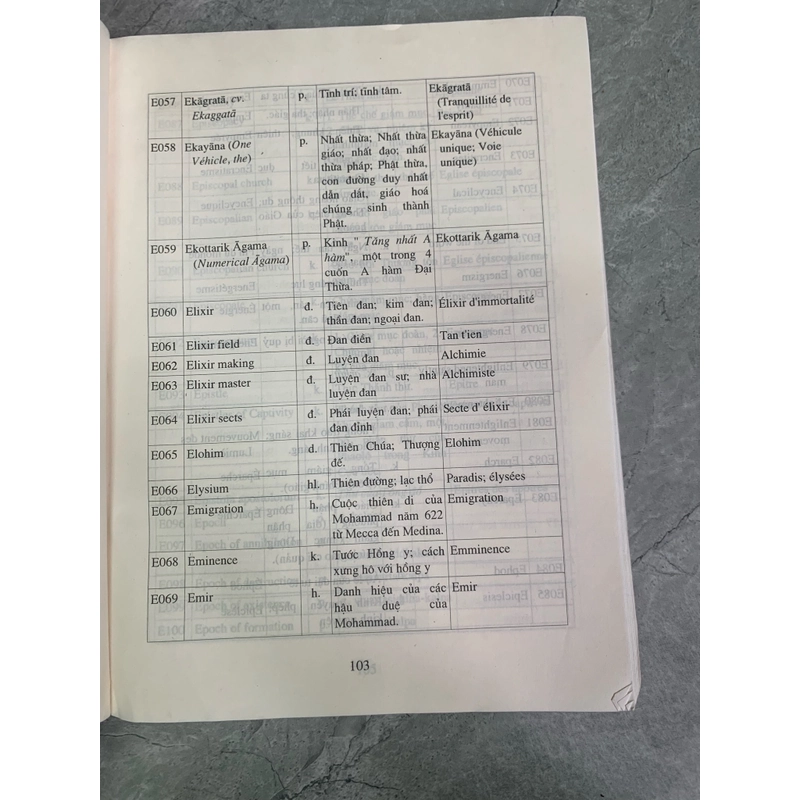 E057 Ekāgratā, cv. p. Tĩnh trí; tĩnh tâm. Ekāgratā
Ekaggatā (Tranquillité de
l'esprit)
E058 Ekayāna (One p. Nhất thừa; Nhất thừa Ekayāna (Véhicule
Véhicle, the) giáo; nhất đạo; nhất unique; Voie
thừa pháp; Phật thừa, unique)
con đường duy nhất
dẫn dắt, giáo hoá
chúng sinh thành
Phật.
E059 Ekottarik Āgama p. Kinh " Tăng nhất A Ekottarik Āgama
(Numerical Āgama) hàm", một trong 4
cuốn A hàm Đại
Thừa.
E060 Elixir đ. Tiên đan; kim đan; Élixir d'immortalité
thần đan; ngoại đan.
E061 Elixir field đ. Đan điền Tan t'ien
E062 Elixir making đ. Luyện đan Alchimie
E063 Elixir master đ. Luyện đan sư; nhà Alchimiste
luyện đan
E064 Elixir sects đ. Phái luyện đan; phái Secte d' élixir
đan đỉnh
E065 Elohim d. Thiên Chúa; Thượng Elohim
đế.
E066 Elysium hl. Thiên đường; lạc thổ Paradis; élysées
E067 Emigration h. Cuộc thiên di của Emigration
Mohammad năm 622
từ Mecca đến Medina.
E068 Eminence k. Tước Hồng y; cách Emminence
xưng hô với hồng y
E069 Emir h. Danh hiệu của các Emir
hậu duệ của
Mohammad.
103